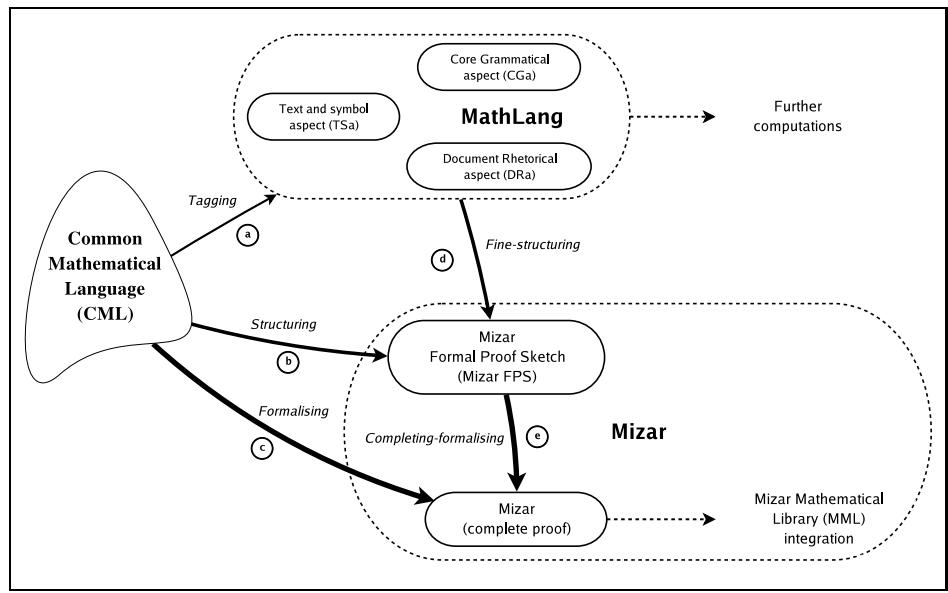 Core Grammatical
aspect (CGa)
Text and symbol
aspect (TSa)
MathLang
Document Rhetorical
aspect (DRa)
Further
computations
Tagging
a
Common
Mathematical
Language
(CML)
Fine-structuring
d
Structuring
b
Mizar
Formal Proof Sketch
(Mizar FPS)
Formalising
c
Completing-formalising
e
Mizar
Mizar
(complete proof)
Mizar Mathematical
Library (MML)
integration